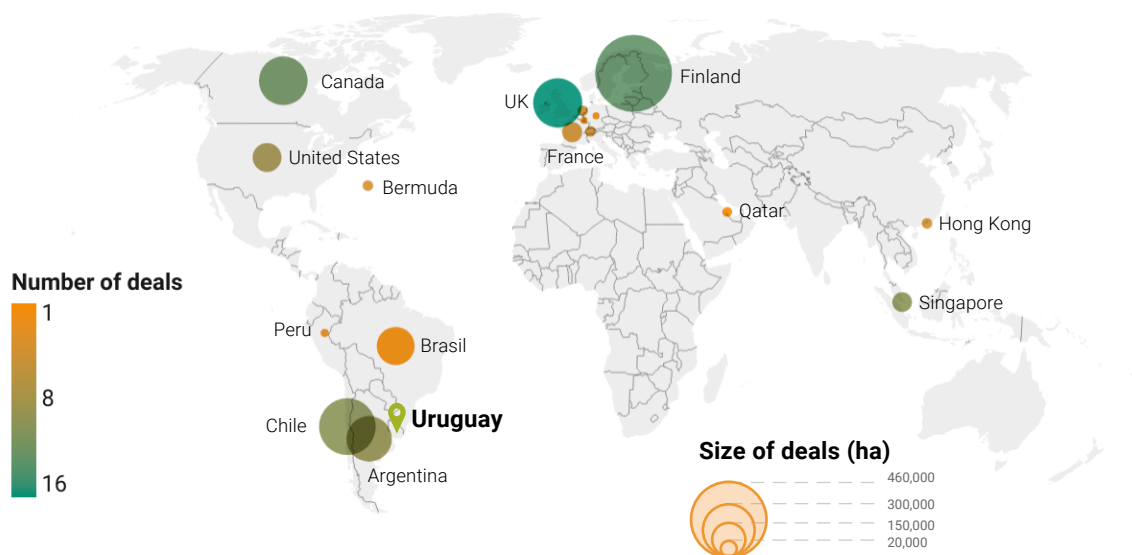 Canada
Finland
UK
United States
France
Bermuda
Qatar
Hong Kong
Number of deals
1
8
16
Singapore
Peru
Brasil
Chile
Uruguay
Argentina
Size of deals (ha)
460,000
300,000
150,000
20,000